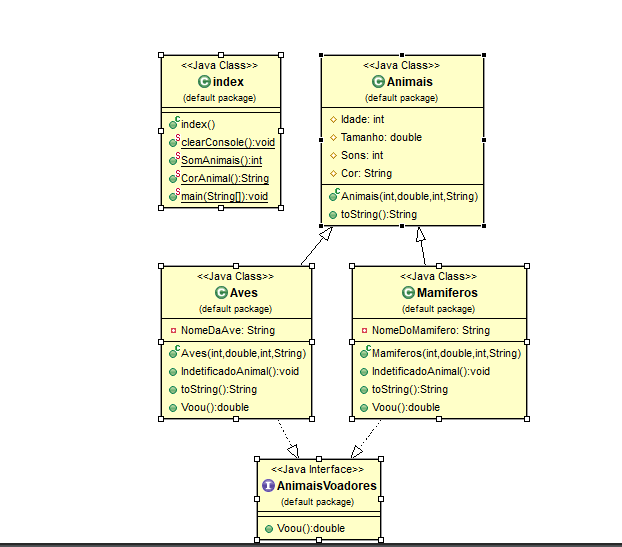 <<Java Class>>
index
(default package)
index()
clearConsole():void
SomAnimais():int
CorAnimal():String
main(String[]):void
<<Java Class>>
Animais
(default package)
Idade: int
Tamanho: double
Sons: int
Cor: String
Animais(int,double,int,String)
toString():String
<<Java Class>>
Aves
(default package)
NomeDaAve: String
Aves(int,double,int,String)
IndetificadoAnimal():void
toString():String
Voou():double
<<Java Class>>
Mamiferos
(default package)
NomeDoMamifero: String
Mamiferos(int,double,int,String)
IndetificadoAnimal():void
toString():String
Voou():double
<<Java Interface>>
AnimaisVoadores
(default package)
Voou():double